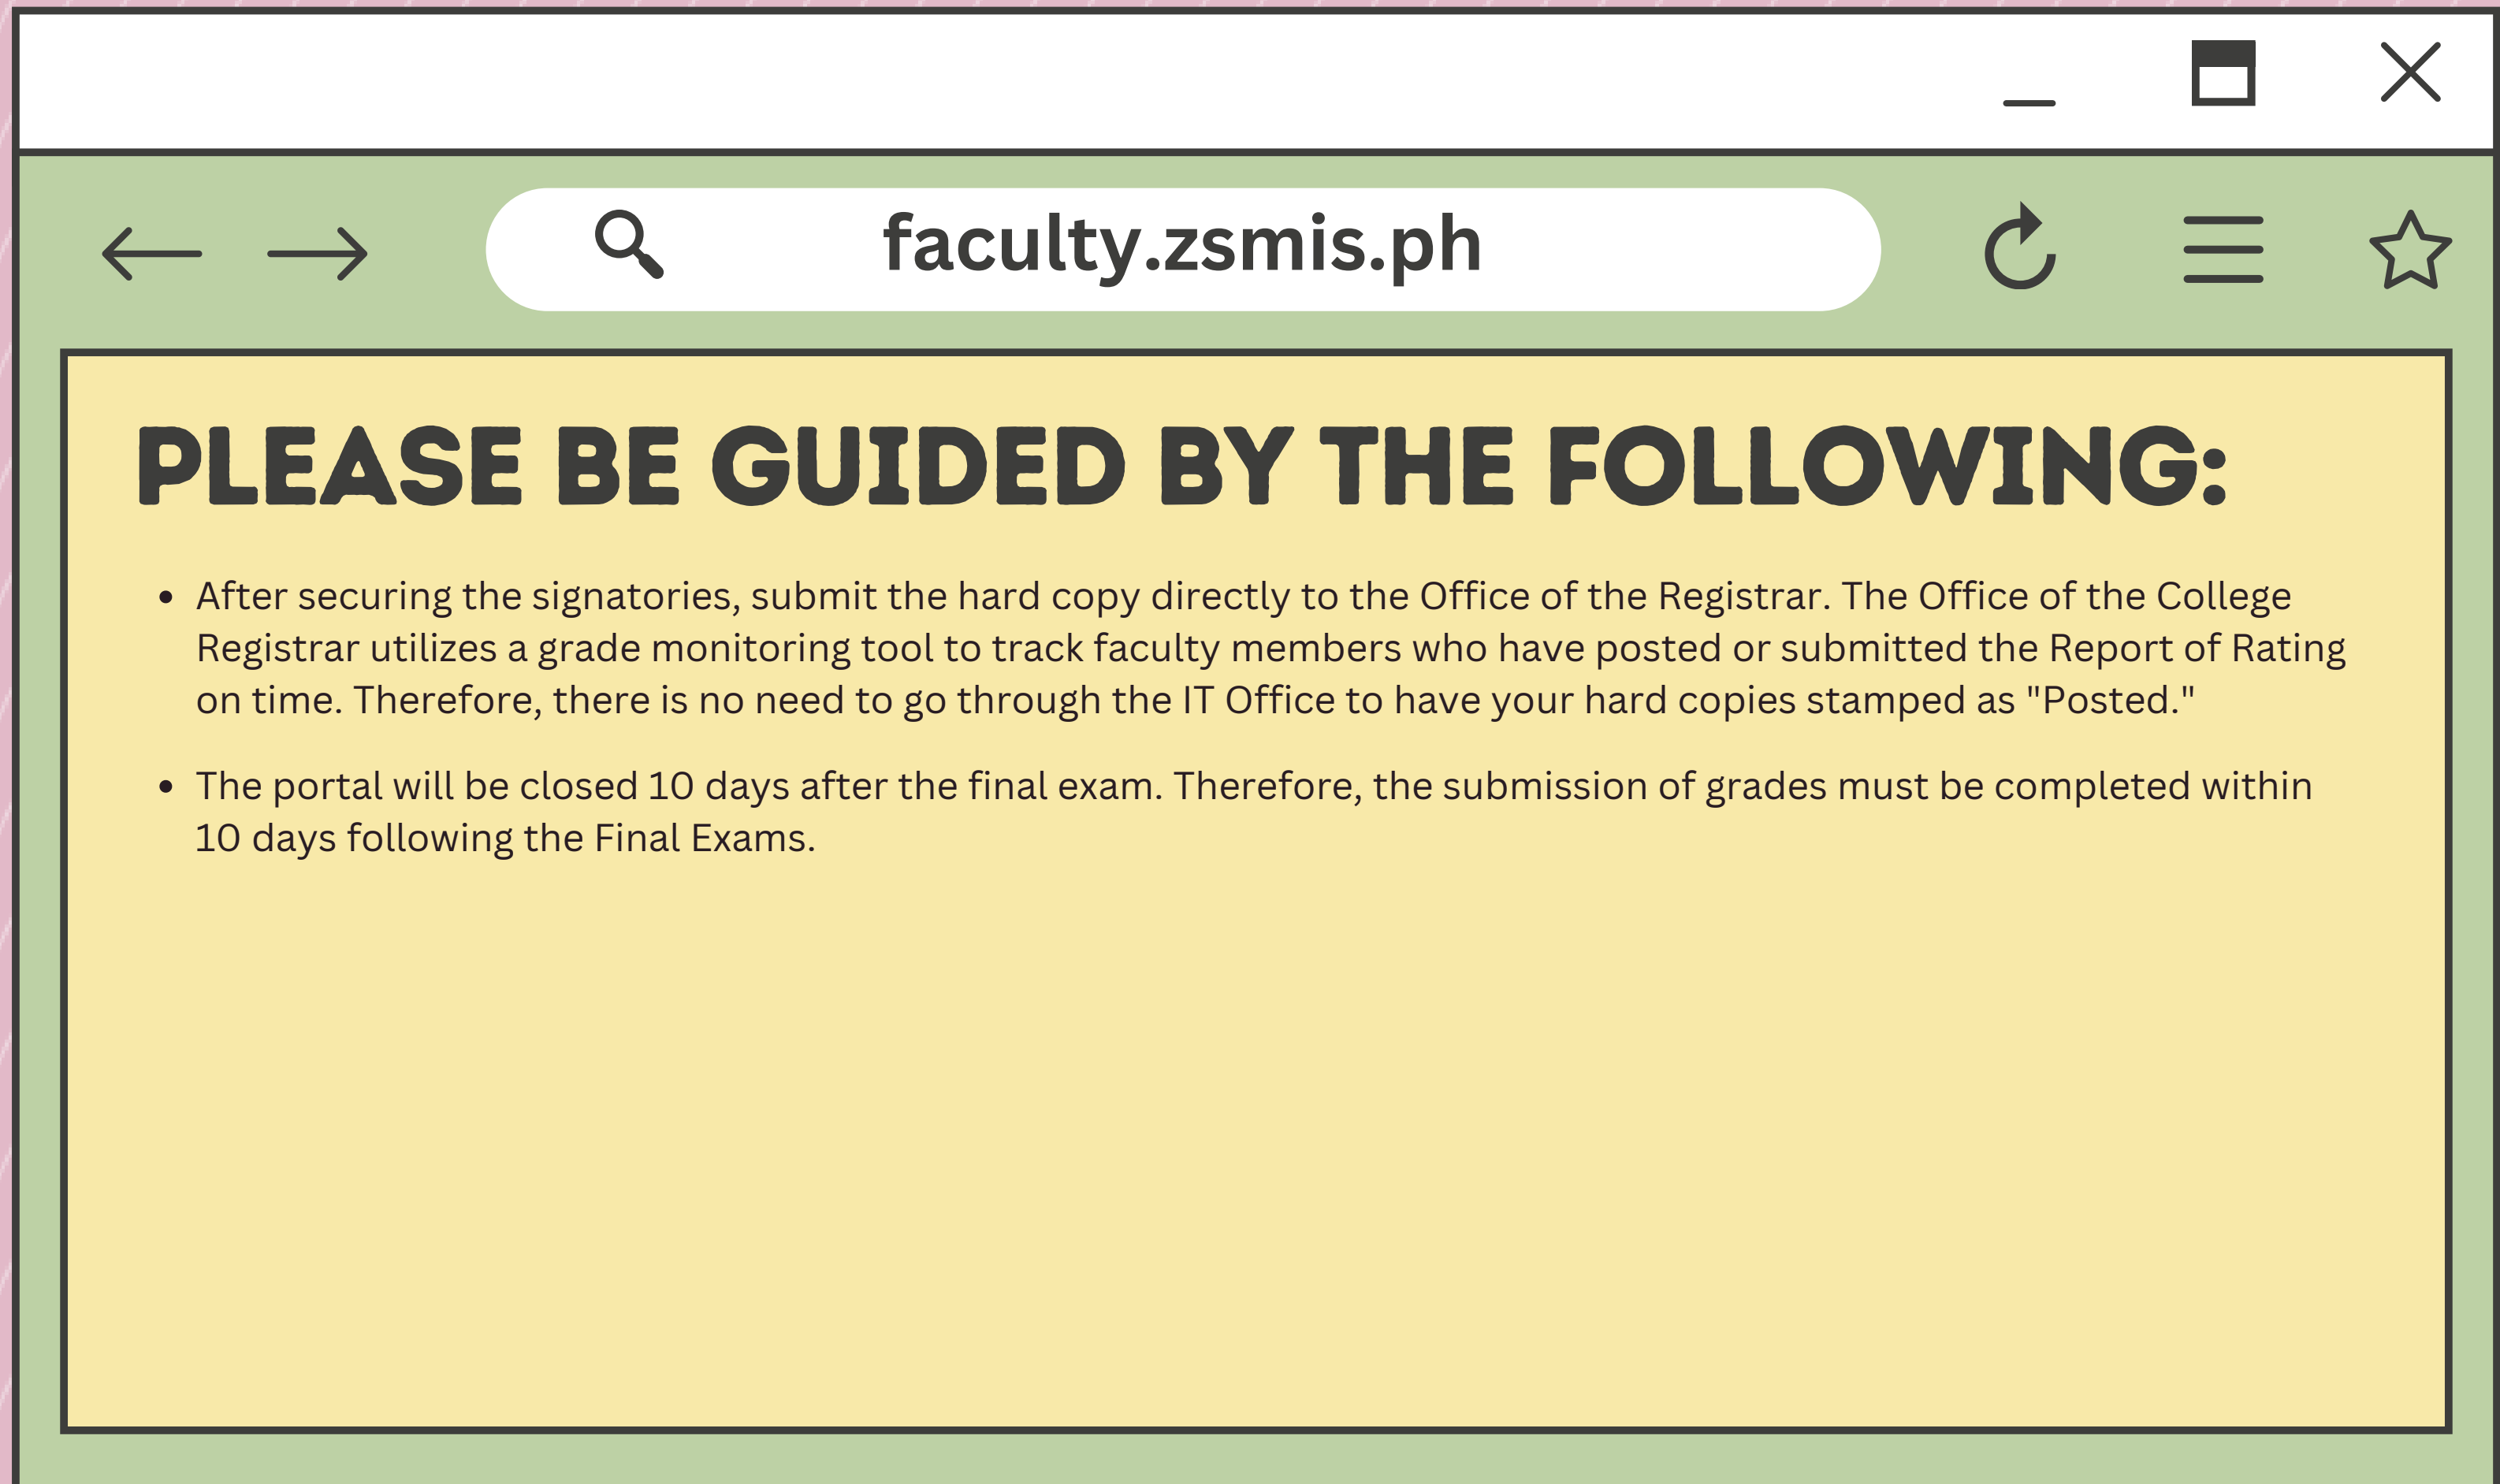 faculty.zsmis.ph
PLEASE BE GUIDED BY THE FOLLOWING:
• After securing the signatories, submit the hard copy directly to the Office of the Registrar. The Office of the College
Registrar utilizes a grade monitoring tool to track faculty members who have posted or submitted the Report of Rating
on time. Therefore, there is no need to go through the IT Office to have your hard copies stamped as "Posted."
• The portal will be closed 10 days after the final exam. Therefore, the submission of grades must be completed within
10 days following the Final Exams.